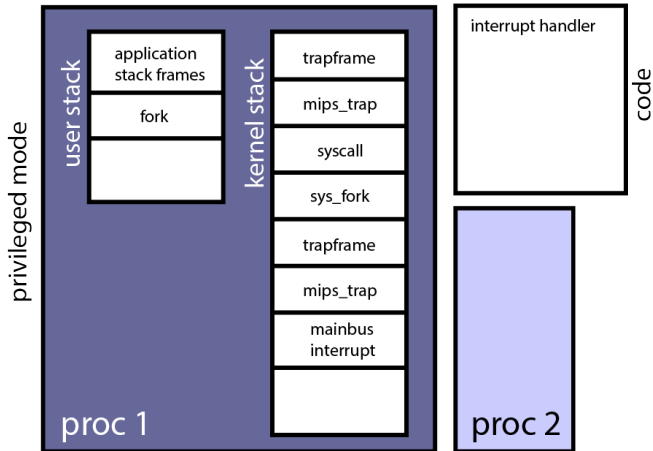 privileged mode
user stack
application
stack frames
fork
kernel stack
trapframe
mips_trap
syscall
sys_fork
trapframe
mips_trap
mainbus
interrupt
proc 1
interrupt handler
code
proc 2